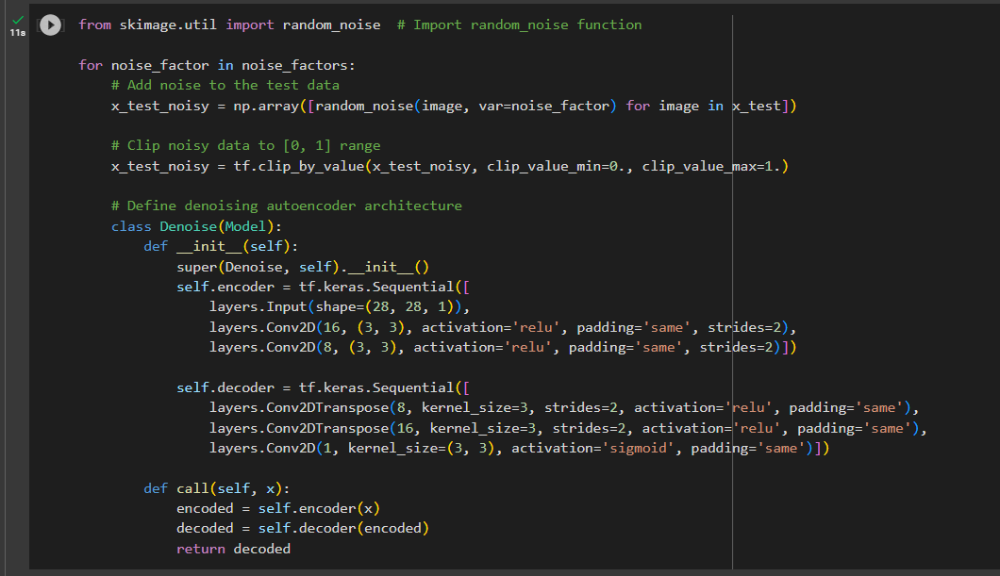 from skimage.util import random_noise  # Import random_noise function
for noise_factor in noise_factors:
# Add noise to the test data
x_test_noisy = np.array([random_noise(image, var=noise_factor) for image in x_test])
# Clip noisy data to [0, 1] range
x_test_noisy = tf.clip_by_value(x_test_noisy, clip_value_min=0., clip_value_max=1.)
# Define denoising autoencoder architecture
class Denoise(Model):
def __init__(self):
super(Denoise, self).__init__()
self.encoder = tf.keras.Sequential([
layers.Input(shape=(28, 28, 1)),
layers.Conv2D(16, (3, 3), activation='relu', padding='same', strides=2),
layers.Conv2D(8, (3, 3), activation='relu', padding='same', strides=2)])
self.decoder = tf.keras.Sequential([
layers.Conv2DTranspose(8, kernel_size=3, strides=2, activation='relu', padding='same'),
layers.Conv2DTranspose(16, kernel_size=3, strides=2, activation='relu', padding='same'),
layers.Conv2D(1, kernel_size=(3, 3), activation='sigmoid', padding='same')])
def call(self, x):
encoded = self.encoder(x)
decoded = self.decoder(encoded)
return decoded
11s